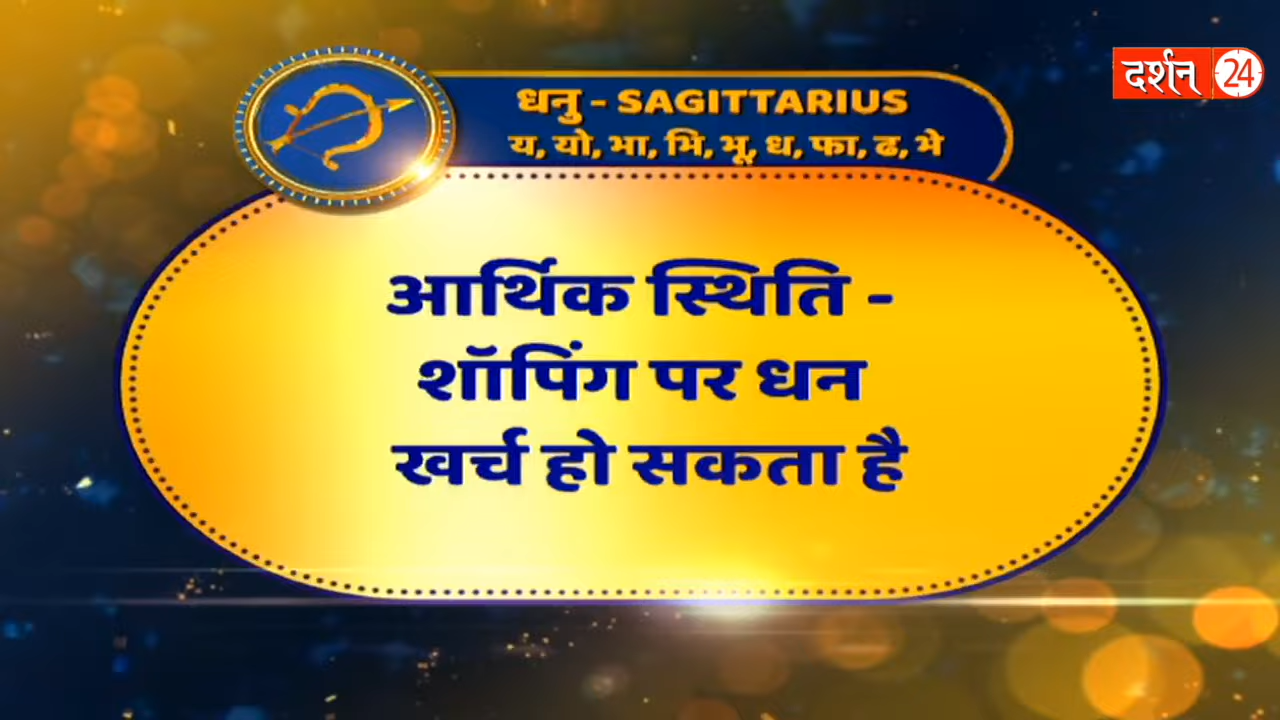 दर्शन 24
धनु - SAGITTARIUS
य, यो, भा, भि, भू, ध, फा, ढ, भे
आर्थिक स्थिति -
शॉपिंग पर धन
खर्च हो सकता है